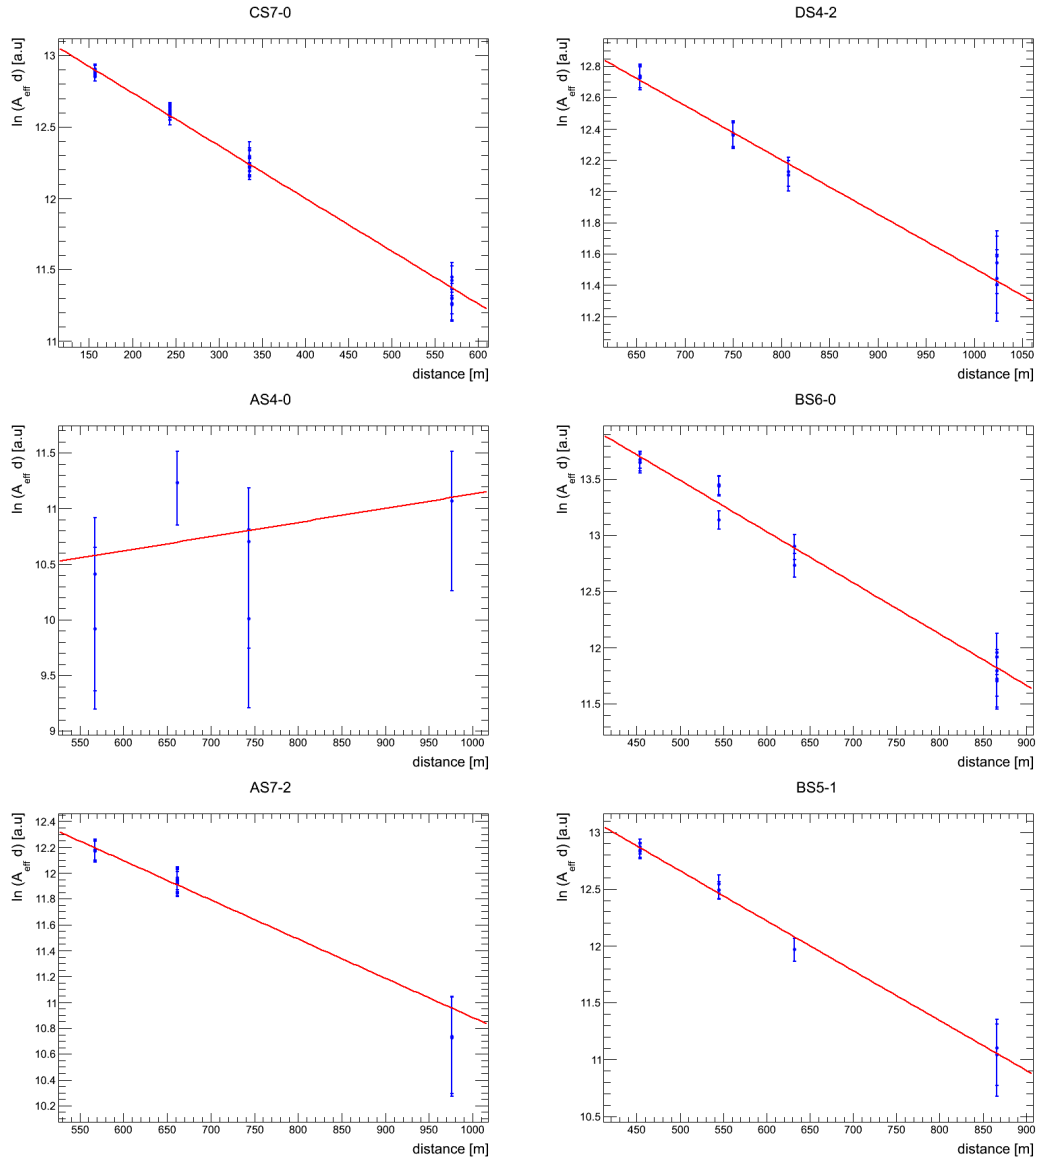 CS7-0
ln (A_eff d) [a.u]
13
12.5
12
11.5
11
150 200 250 300 350 400 450 500 550 600
distance [m]
DS4-2
ln (A_eff d) [a.u]
12.8
12.6
12.4
12.2
12
11.8
11.6
11.4
11.2
650 700 750 800 850 900 950 1000 1050
distance [m]
AS4-0
ln (A_eff d) [a.u]
11.5
11
10.5
10
9.5
9
550 600 650 700 750 800 850 900 950 1000
distance [m]
BS6-0
ln (A_eff d) [a.u]
13.5
13
12.5
12
11.5
450 500 550 600 650 700 750 800 850 900
distance [m]
AS7-2
ln (A_eff d) [a.u]
12.4
12.2
12
11.8
11.6
11.4
11.2
11
10.8
10.6
10.4
10.2
550 600 650 700 750 800 850 900 950 1000
distance [m]
BS5-1
ln (A_eff d) [a.u]
13
12.5
12
11.5
11
10.5
450 500 550 600 650 700 750 800 850 900
distance [m]